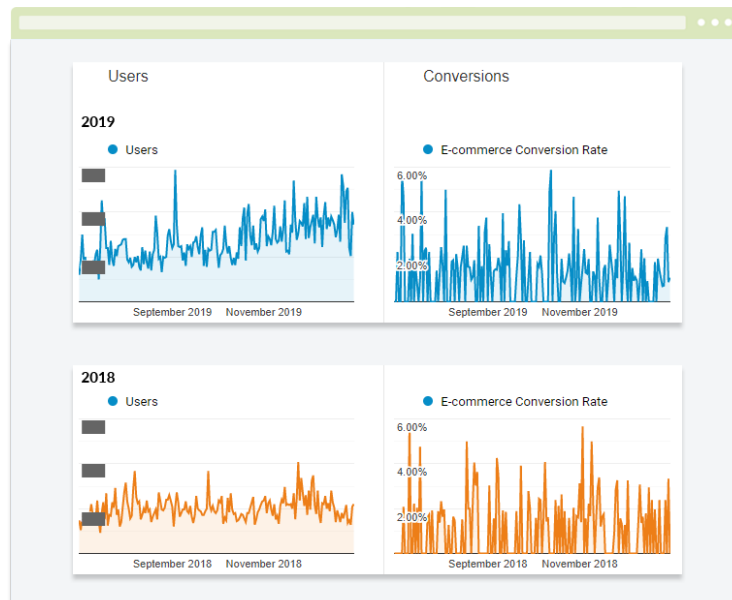 Users
Conversions
2019
Users
E-commerce Conversion Rate
6.00%
4.00%
2.00%
September 2019
November 2019
September 2019
November 2019
2018
Users
E-commerce Conversion Rate
6.00%
4.00%
2.00%
September 2018
November 2018
September 2018
November 2018